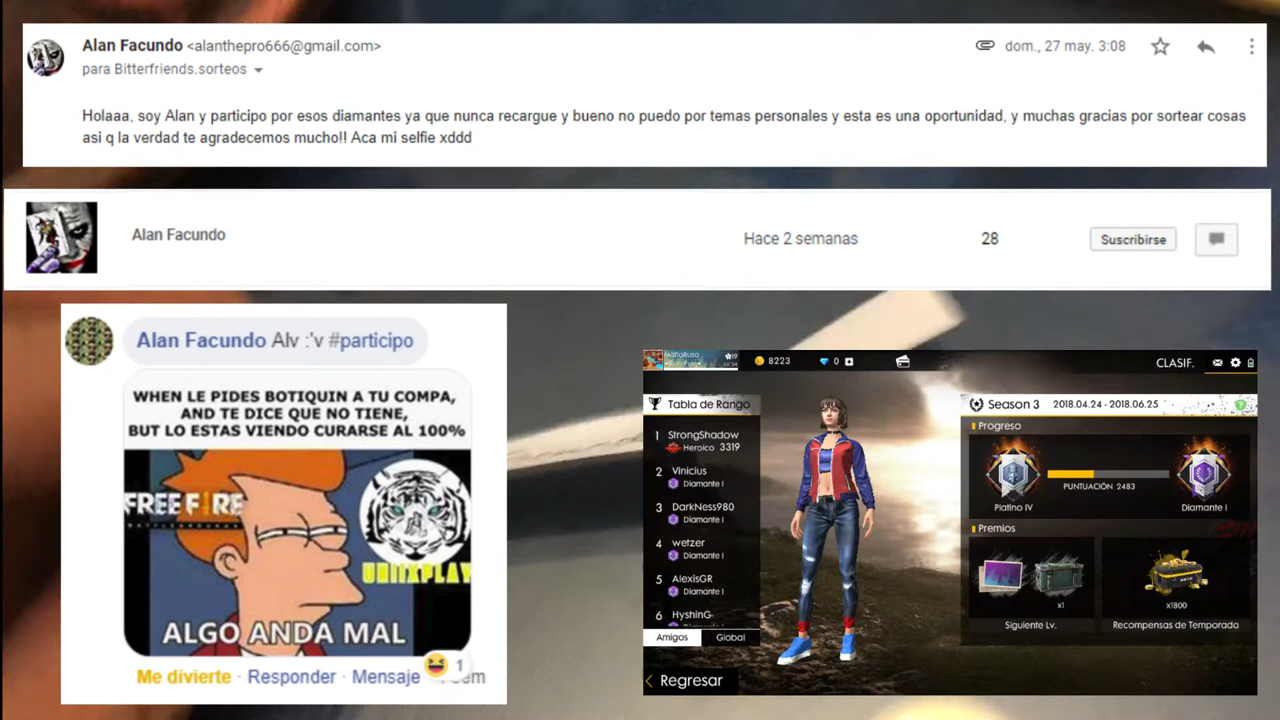 Alan Facundo <alanthepro666@gmail.com>
dom., 27 may. 3:08
para Bitterfriends.sorteos
Holaaa, soy Alan y participo por esos diamantes ya que nunca recargue y bueno no puedo por temas personales y esta es una oportunidad, y muchas gracias por sortear cosas
asi q la verdad te agradecemos mucho!! Aca mi selfie xddd
Alan Facundo
Hace 2 semanas
28
Suscribirse
Alan Facundo Alv :'v #participo
WHEN LE PIDES BOTIQUIN A TU COMPA,
AND TE DICE QUE NO TIENE,
BUT LO ESTAS VIENDO CURARSE AL 100%
FREE FIRE
BATTLEGROUNDS
UNIIXPLAY
ALGO ANDA MAL
Me divierte · Responder · Mensaje
1
sem
MafiaRusa
19
8223
0
CLASIF.
Tabla de Rango
1 StrongShadow
Heroico 3319
2 Vinicius
Diamante I
3 DarkNess980
Diamante I
4 wetzer
Diamante I
5 AlexisGR
Diamante I
6 HyshinG
Amigos
Global
Regresar
Season 3 2018.04.24 - 2018.06.25
Progreso
PUNTUACIÓN 2483
Platino IV
Diamante I
Premios
x1
x1800
Siguiente Lv.
Recompensas de Temporada